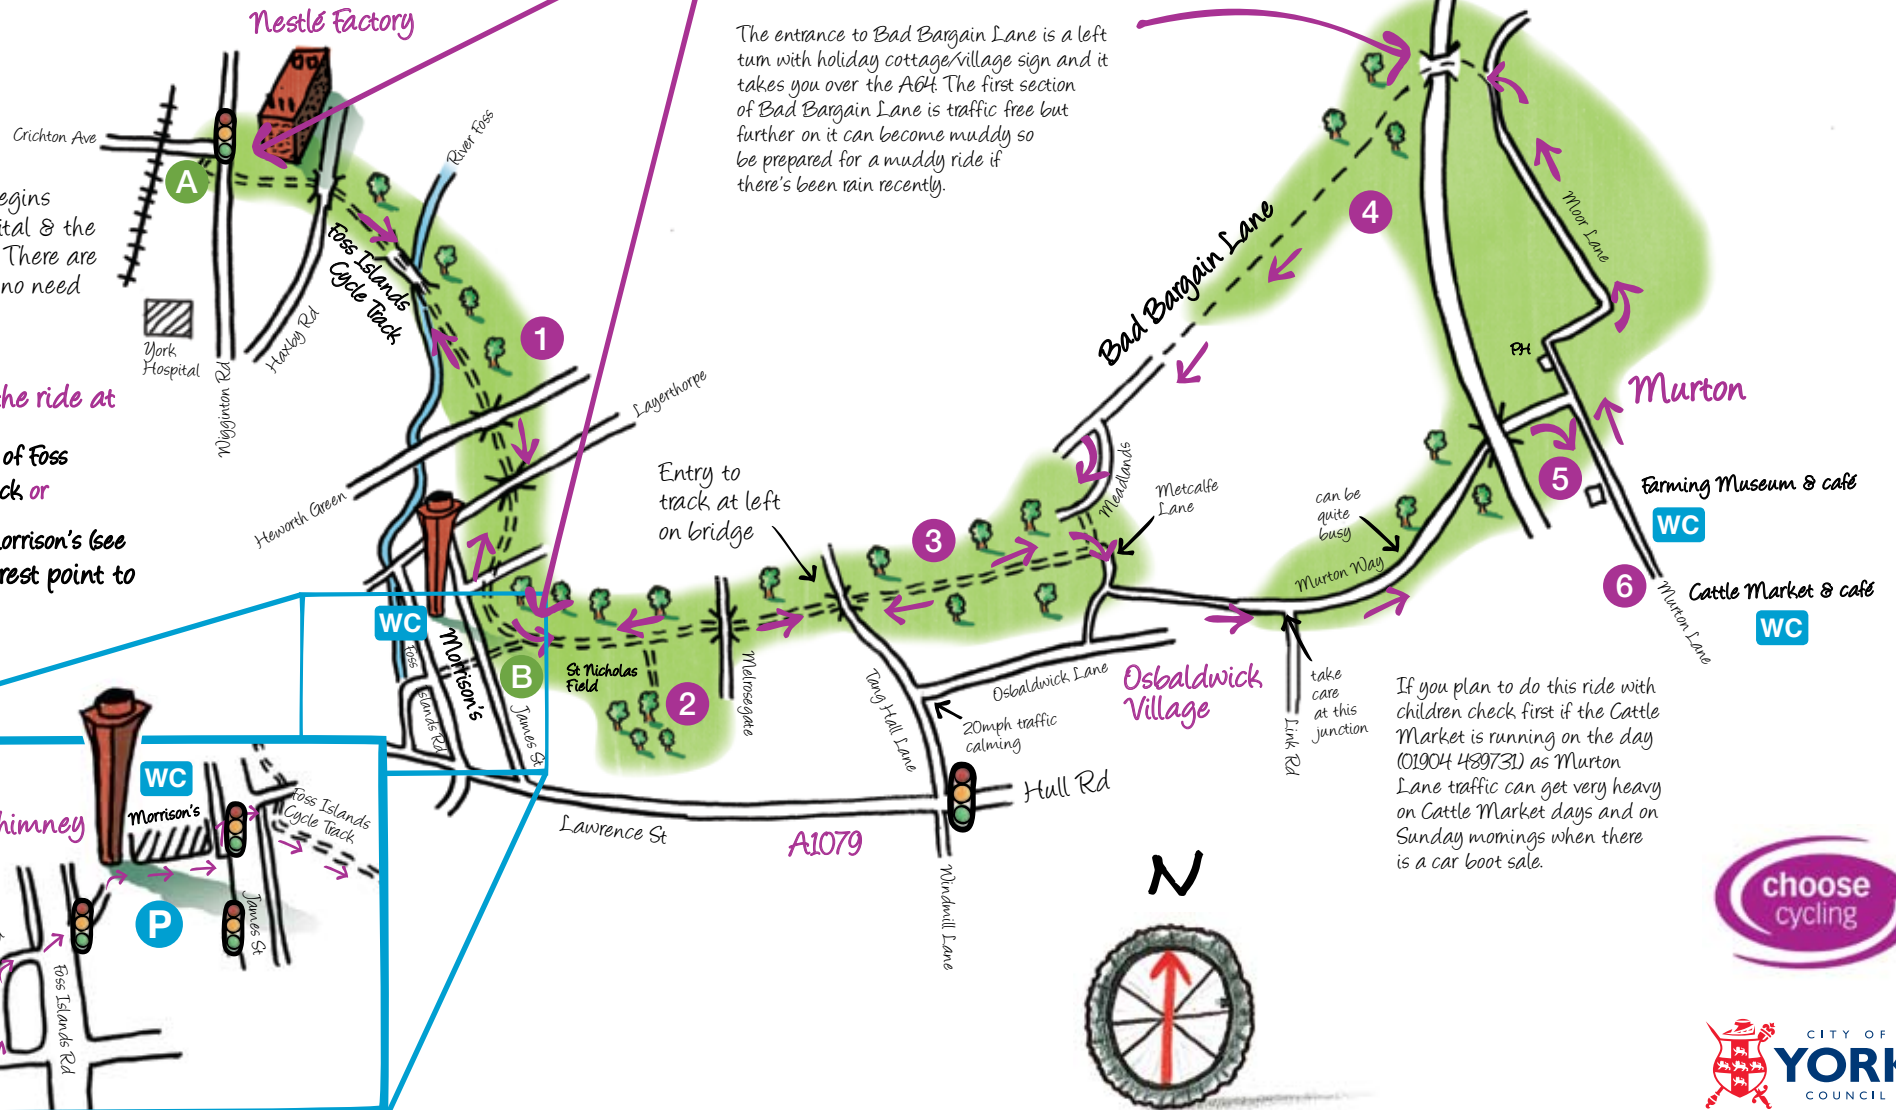 Nestlé Factory
Crichton Ave
A
egins
ital & the
There are
no need
York
Hospital
Wigginton Rd
Haxby Rd
River Foss
Foss Islands
Cycle Track
1
the ride at
of Foss
ck or
orrison's (see
rest point to
Heworth Green
Layerthorpe
The entrance to Bad Bargain Lane is a left
turn with holiday cottage/village sign and it
takes you over the A64. The first section
of Bad Bargain Lane is traffic free but
further on it can become muddy so
be prepared for a muddy ride if
there's been rain recently.
Bad Bargain Lane
4
Moor Lane
PH
Murton
5
Farming Museum & café
WC
6
Cattle Market & café
WC
Murton Lane
Entry to
track at left
on bridge
3
Meadlands
Metcalfe
Lane
can be
quite
busy
Murton Way
WC
Foss
Islands Rd
Morrison's
B
James St
St Nicholas
Field
2
Melrosegate
Tang Hall Lane
Osbaldwick Lane
Osbaldwick
Village
20mph traffic
calming
take
care
at this
junction
Link Rd
If you plan to do this ride with
children check first if the Cattle
Market is running on the day
(01904 489731) as Murton
Lane traffic can get very heavy
on Cattle Market days and on
Sunday mornings when there
is a car boot sale.
Hull Rd
Lawrence St
A1079
Windmill Lane
N
himney
WC
Morrison's
Foss Islands
Cycle Track
P
James St
Foss Islands Rd
choose
cycling
CITY OF
YORK
COUNCIL